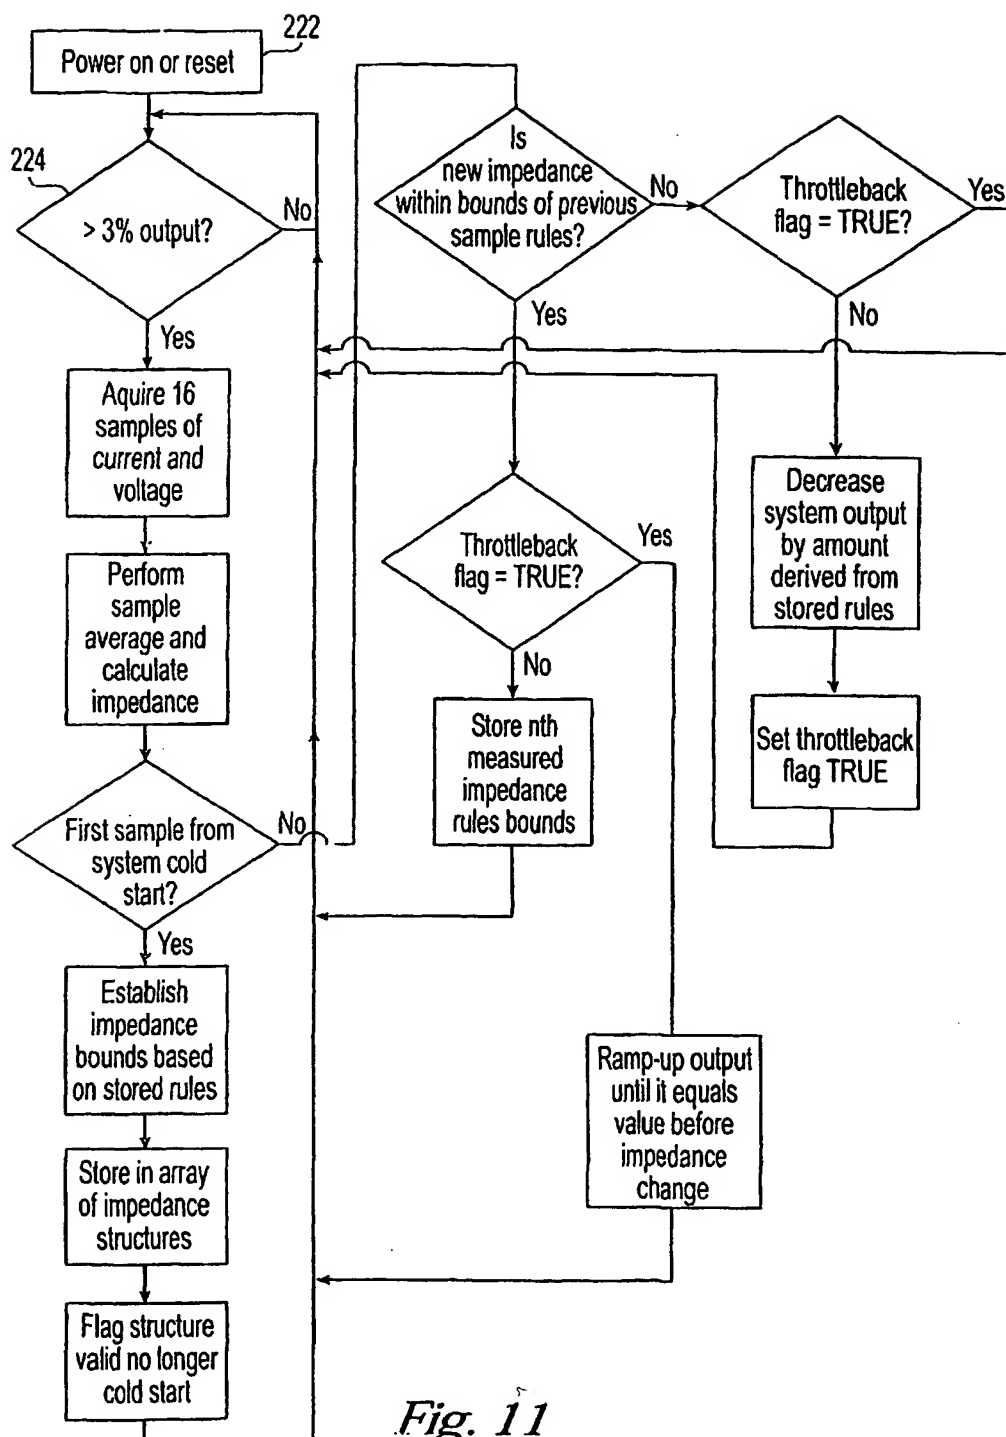 222
Power on or reset
224
> 3% output?
No
Yes
Aquire 16
samples of
current and
voltage
Perform
sample
average and
calculate
impedance
First sample from
system cold
start?
No
Yes
Establish
impedance
bounds based
on stored rules
Store in array
of impedance
structures
Flag structure
valid no longer
cold start
Is
new impedance
within bounds of previous
sample rules?
No
Yes
Throttleback
flag = TRUE?
Yes
No
Store nth
measured
impedance
rules bounds
Ramp-up output
until it equals
value before
impedance
change
Throttleback
flag = TRUE?
Yes
No
Decrease
system output
by amount
derived from
stored rules
Set throttleback
flag TRUE
Fig. 11